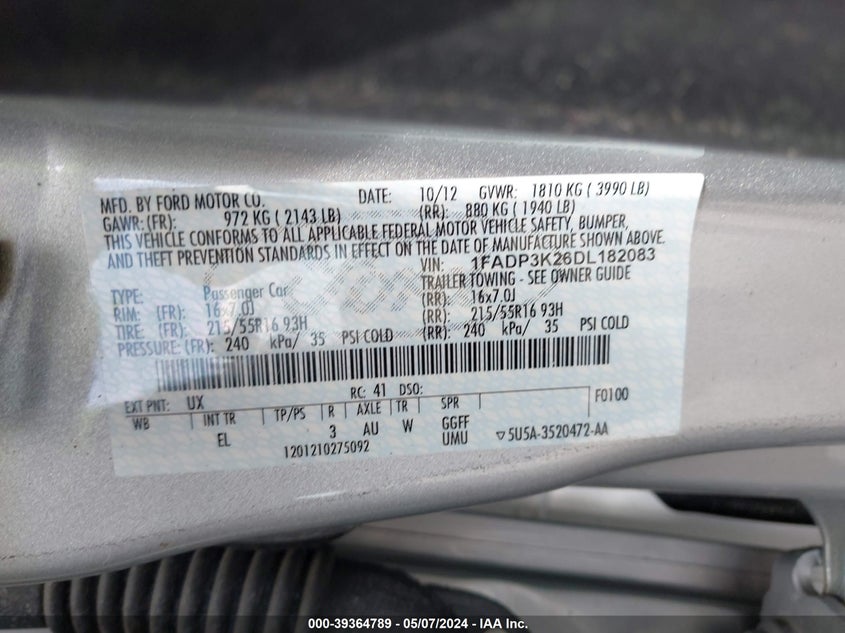 MFD. BY FORD MOTOR CO. DATE: 10/12 GVWR: 1810 KG ( 3990 LB)
GAWR: (FR): 972 KG ( 2143 LB) (RR): 880 KG ( 1940 LB)
THIS VEHICLE CONFORMS TO ALL APPLICABLE FEDERAL MOTOR VEHICLE SAFETY, BUMPER,
AND THEFT PREVENTION STANDARDS IN EFFECT ON THE DATE OF MANUFACTURE SHOWN ABOVE.
VIN: 1FADP3K26DL182083
TYPE: Passenger Car TRAILER TOWING - SEE OWNER GUIDE
RIM: (FR): 16x7.0J (RR): 16x7.0J
TIRE: (FR): 215/55R16 93H (RR): 215/55R16 93H
PRESSURE: (FR): 240 kPa/ 35 PSI COLD (RR): 240 kPa/ 35 PSI COLD
EXT PNT: UX RC: 41 DSO: F0100
WB INT TR TP/PS R AXLE TR SPR
EL 3 AU W GGFF
1201210275092 UMU ▽5U5A-3520472-AA
000-39364789 - 05/07/2024 - IAA Inc.